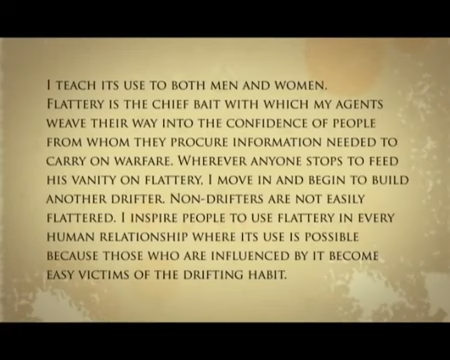 I TEACH ITS USE TO BOTH MEN AND WOMEN.
FLATTERY IS THE CHIEF BAIT WITH WHICH MY AGENTS
WEAVE THEIR WAY INTO THE CONFIDENCE OF PEOPLE
FROM WHOM THEY PROCURE INFORMATION NEEDED TO
CARRY ON WARFARE. WHEREVER ANYONE STOPS TO FEED
HIS VANITY ON FLATTERY, I MOVE IN AND BEGIN TO BUILD
ANOTHER DRIFTER. NON-DRIFTERS ARE NOT EASILY
FLATTERED. I INSPIRE PEOPLE TO USE FLATTERY IN EVERY
HUMAN RELATIONSHIP WHERE ITS USE IS POSSIBLE
BECAUSE THOSE WHO ARE INFLUENCED BY IT BECOME
EASY VICTIMS OF THE DRIFTING HABIT.